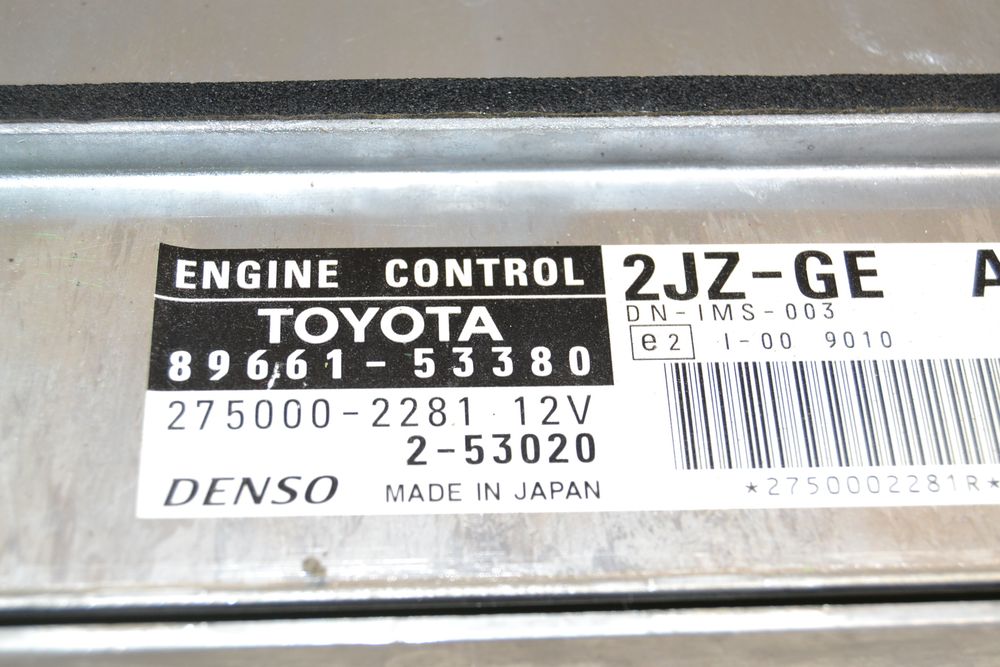 ENGINE CONTROL
TOYOTA
89661-53380
275000-2281 12V
2-53020
DENSO MADE IN JAPAN
2JZ-GE A
DN-IMS-003
e2 I-00 9010
*2750002281R*